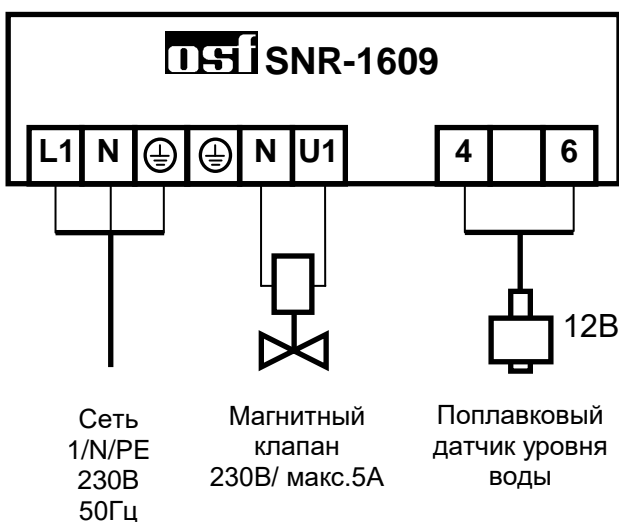 osf SNR-1609
L1 N N U1 4 6
12В
Сеть
1/N/PE
230В
50Гц
Магнитный
клапан
230В/ макс.5А
Поплавковый
датчик уровня
воды